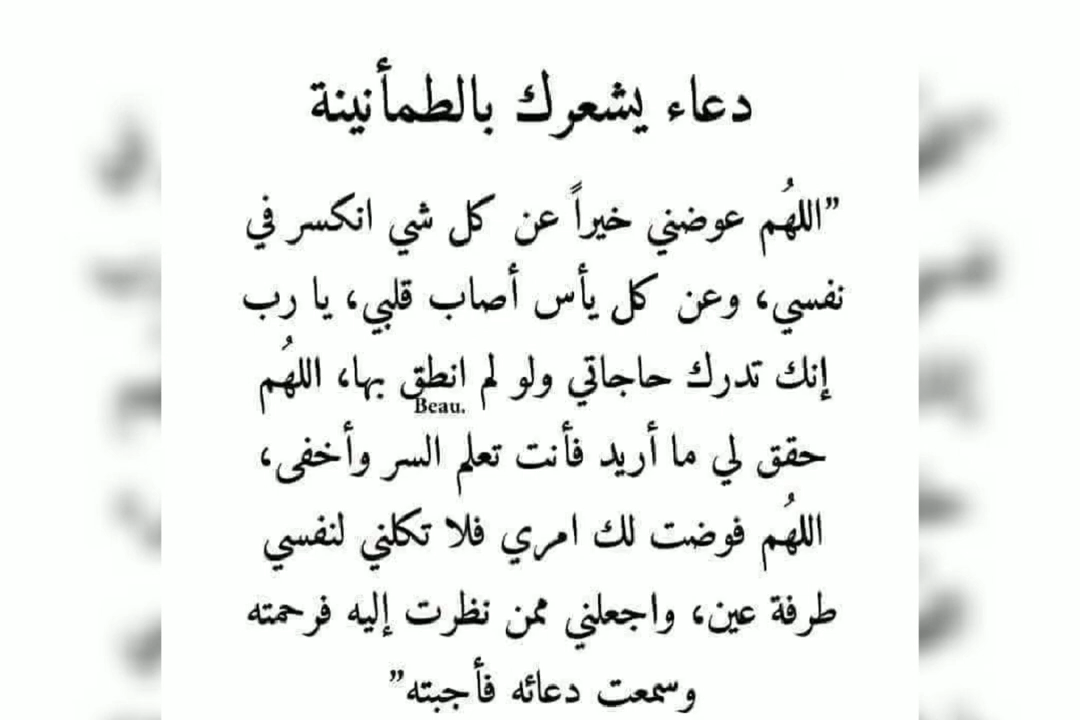 دعاء يشعرك بالطمأنينة
”اللهُم عوضني خيراً عن كل شي انكسر في
نفسي، وعن كل يأس أصاب قلبي، يا رب
إنك تدرك حاجاتي ولو لم انطق بها، اللهُم
Beau.
حقق لي ما أريد فأنت تعلم السر وأخفى،
اللهُم فوضت لك امري فلا تكلني لنفسي
طرفة عين، واجعلني ممن نظرت إليه فرحمته
وسمعت دعائه فأجبته”